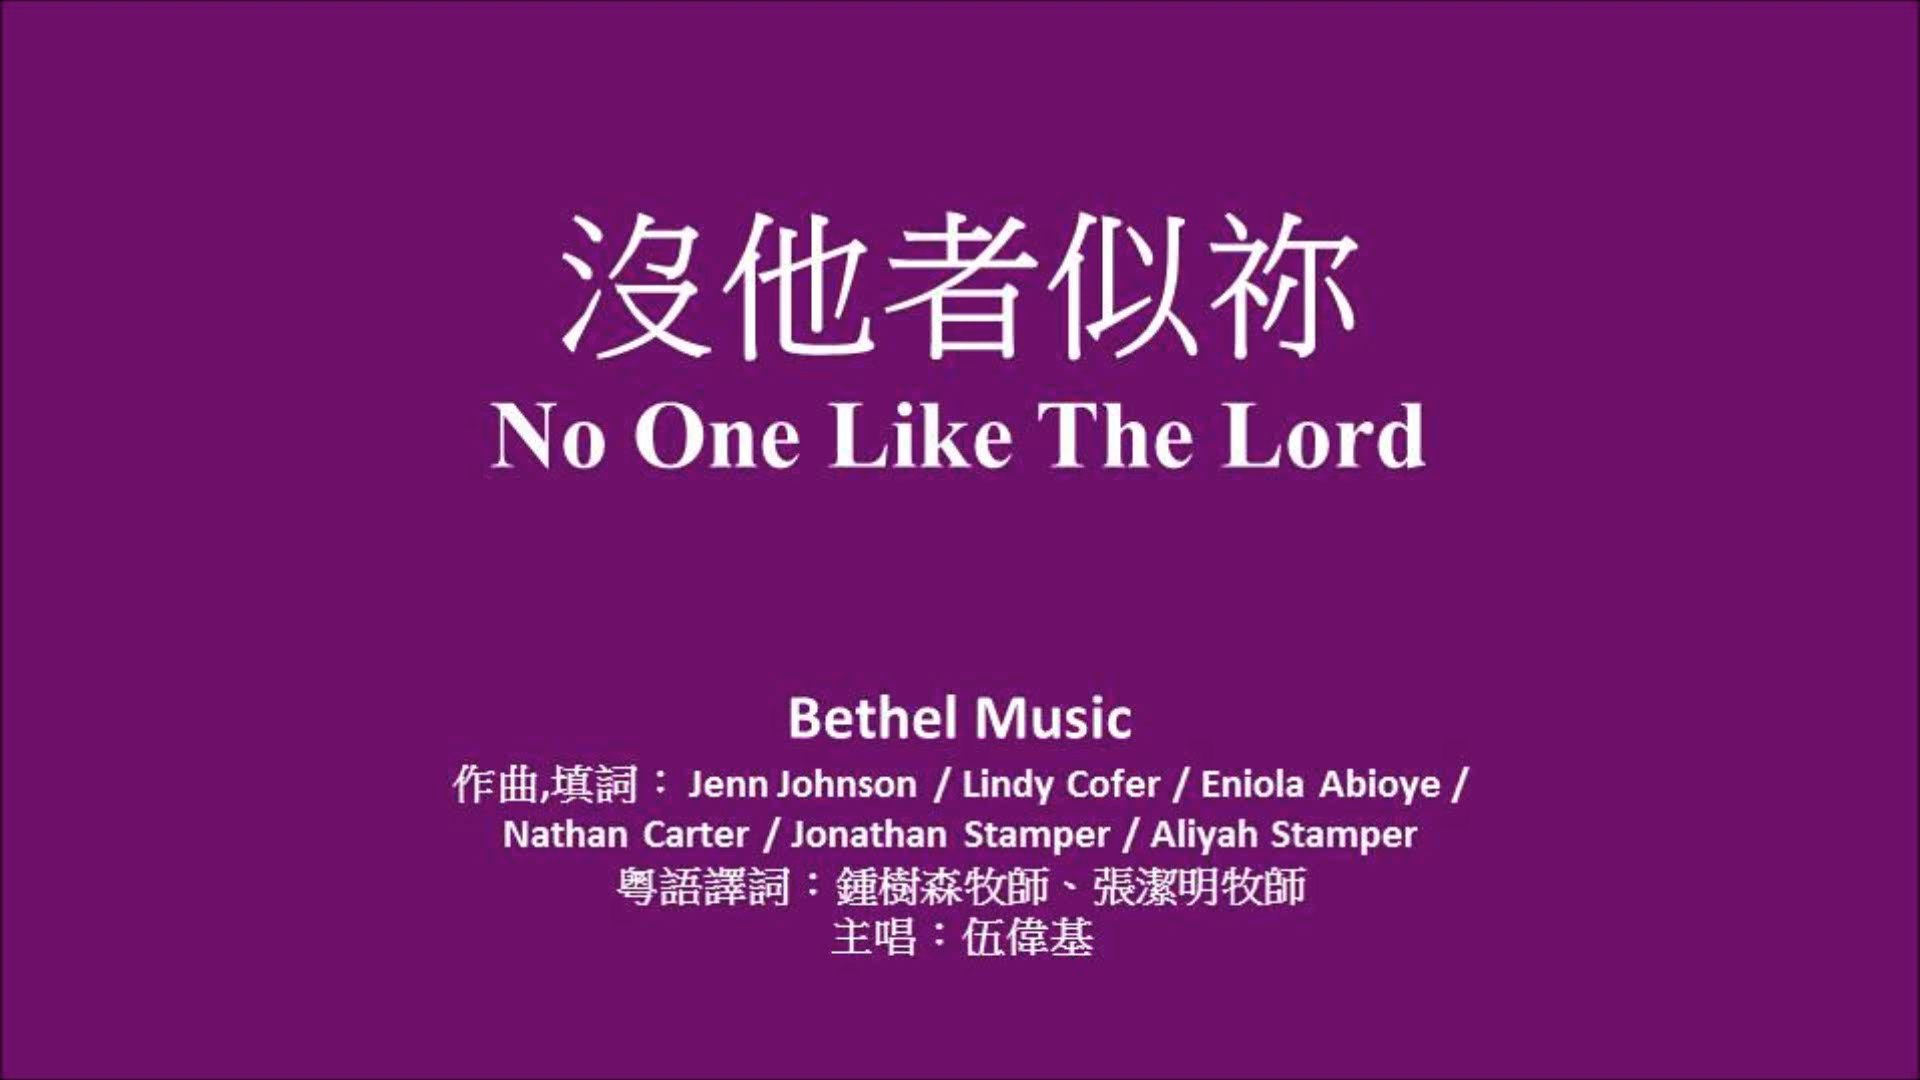 沒他者似祢
No One Like The Lord
Bethel Music
作曲,填詞：Jenn Johnson / Lindy Cofer / Eniola Abioye /
Nathan Carter / Jonathan Stamper / Aliyah Stamper
粵語譯詞：鍾樹森牧師、張潔明牧師
主唱：伍偉基